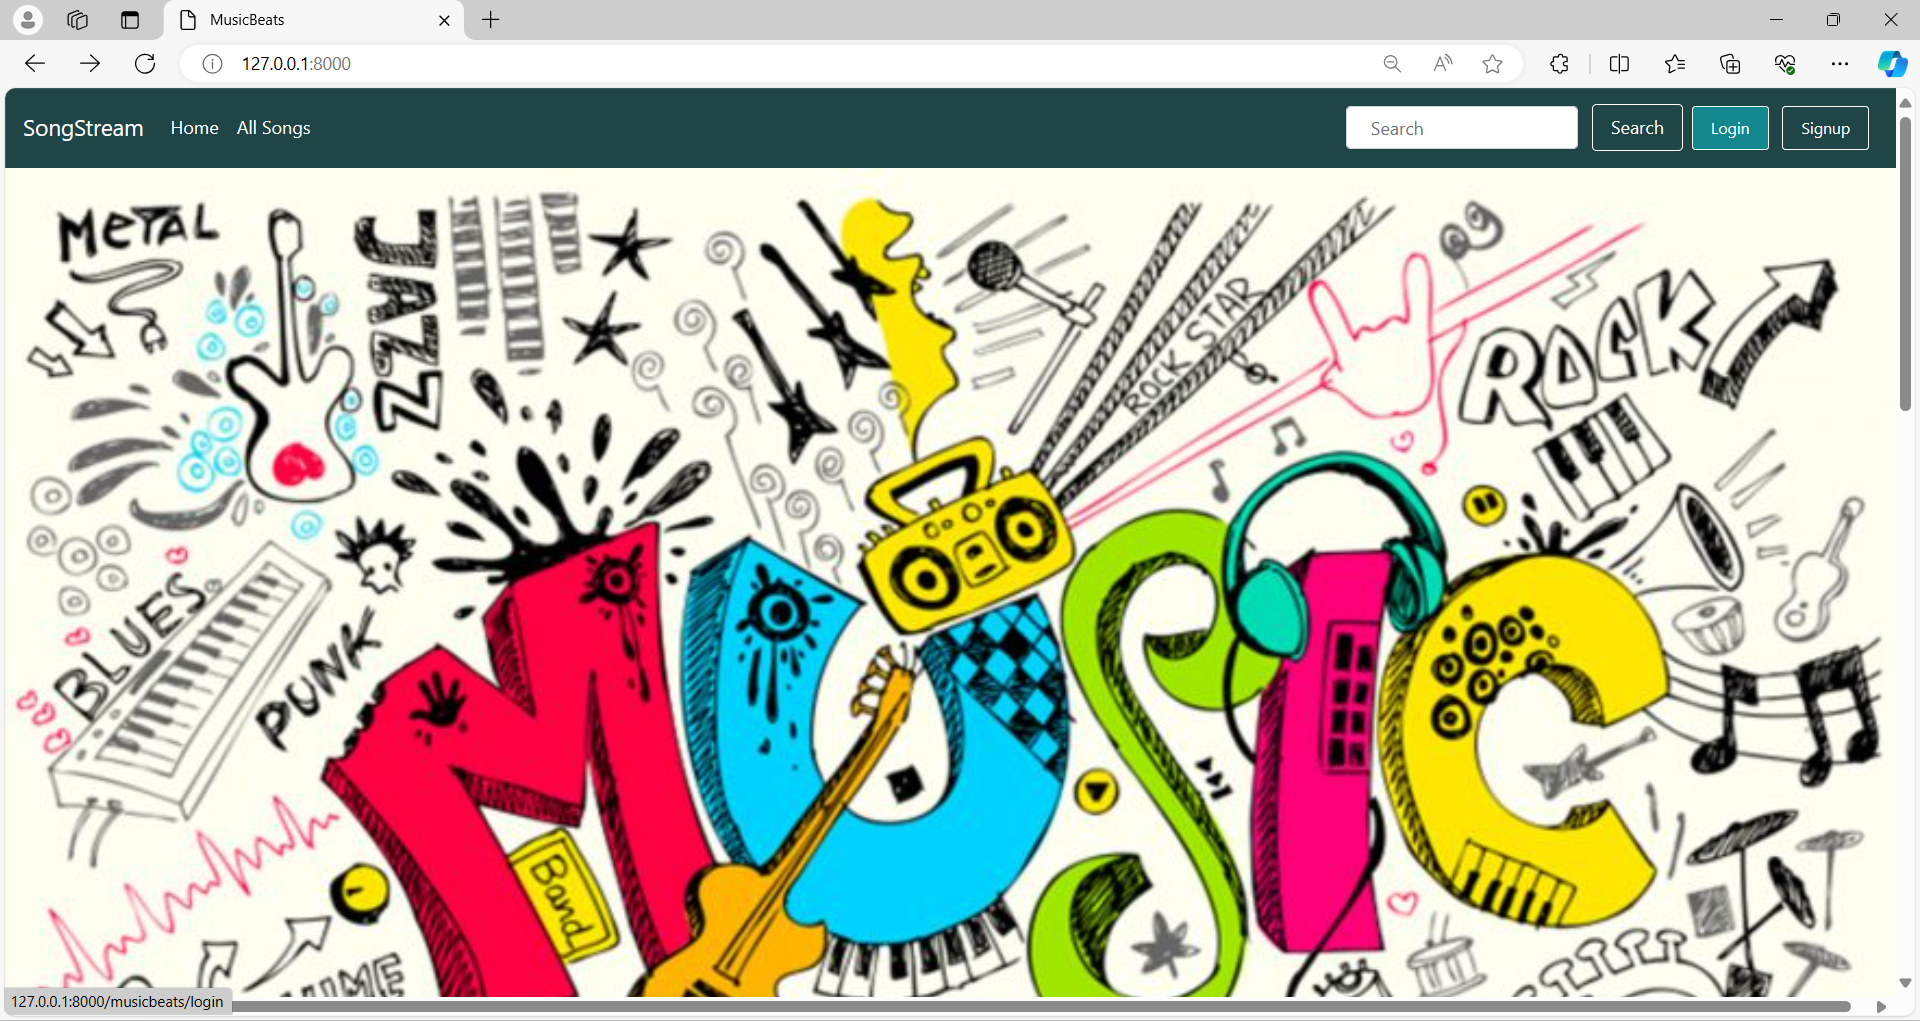 MusicBeats
127.0.0.1:8000
SongStream Home All Songs Search Search Login Signup
METAL
JAZZ
ROCK STAR
ROCK
BLUES
PUNK
MUSIC
Band
127.0.0.1:8000/musicbeats/login